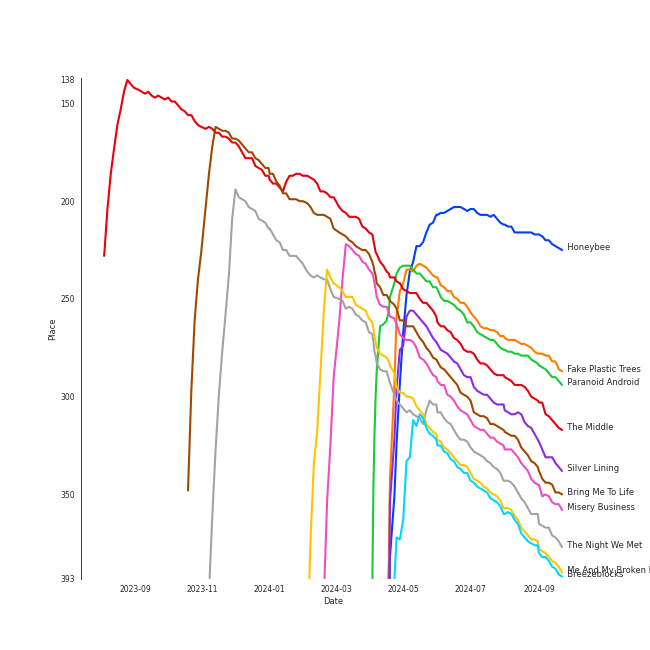 138
150
200
250
300
350
393
Place
2023-09
2023-11
2024-01
2024-03
2024-05
2024-07
2024-09
Date
Honeybee
Fake Plastic Trees
Paranoid Android
The Middle
Silver Lining
Bring Me To Life
Misery Business
The Night We Met
Me And My Broken
Breezeblocks